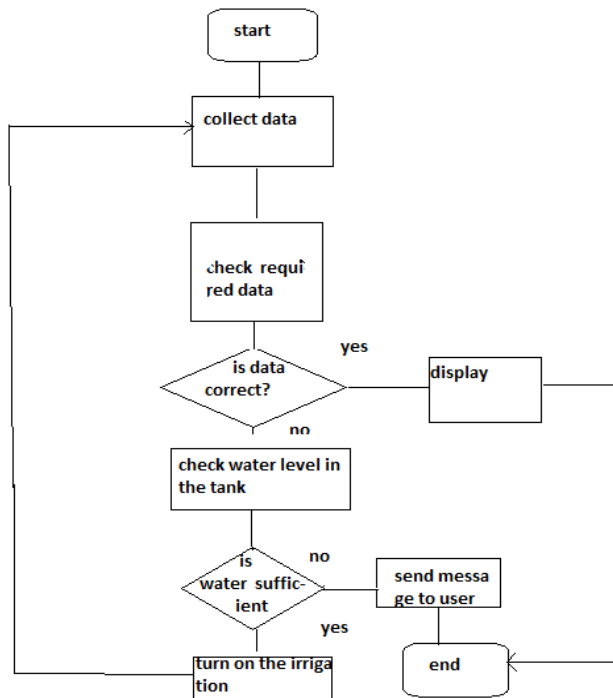 start
collect data
check requi-
red data
yes
is data
correct?
display
no
check water level in
the tank
is
water suffic-
ient
no
send messa
ge to user
yes
turn on the irriga
tion
end